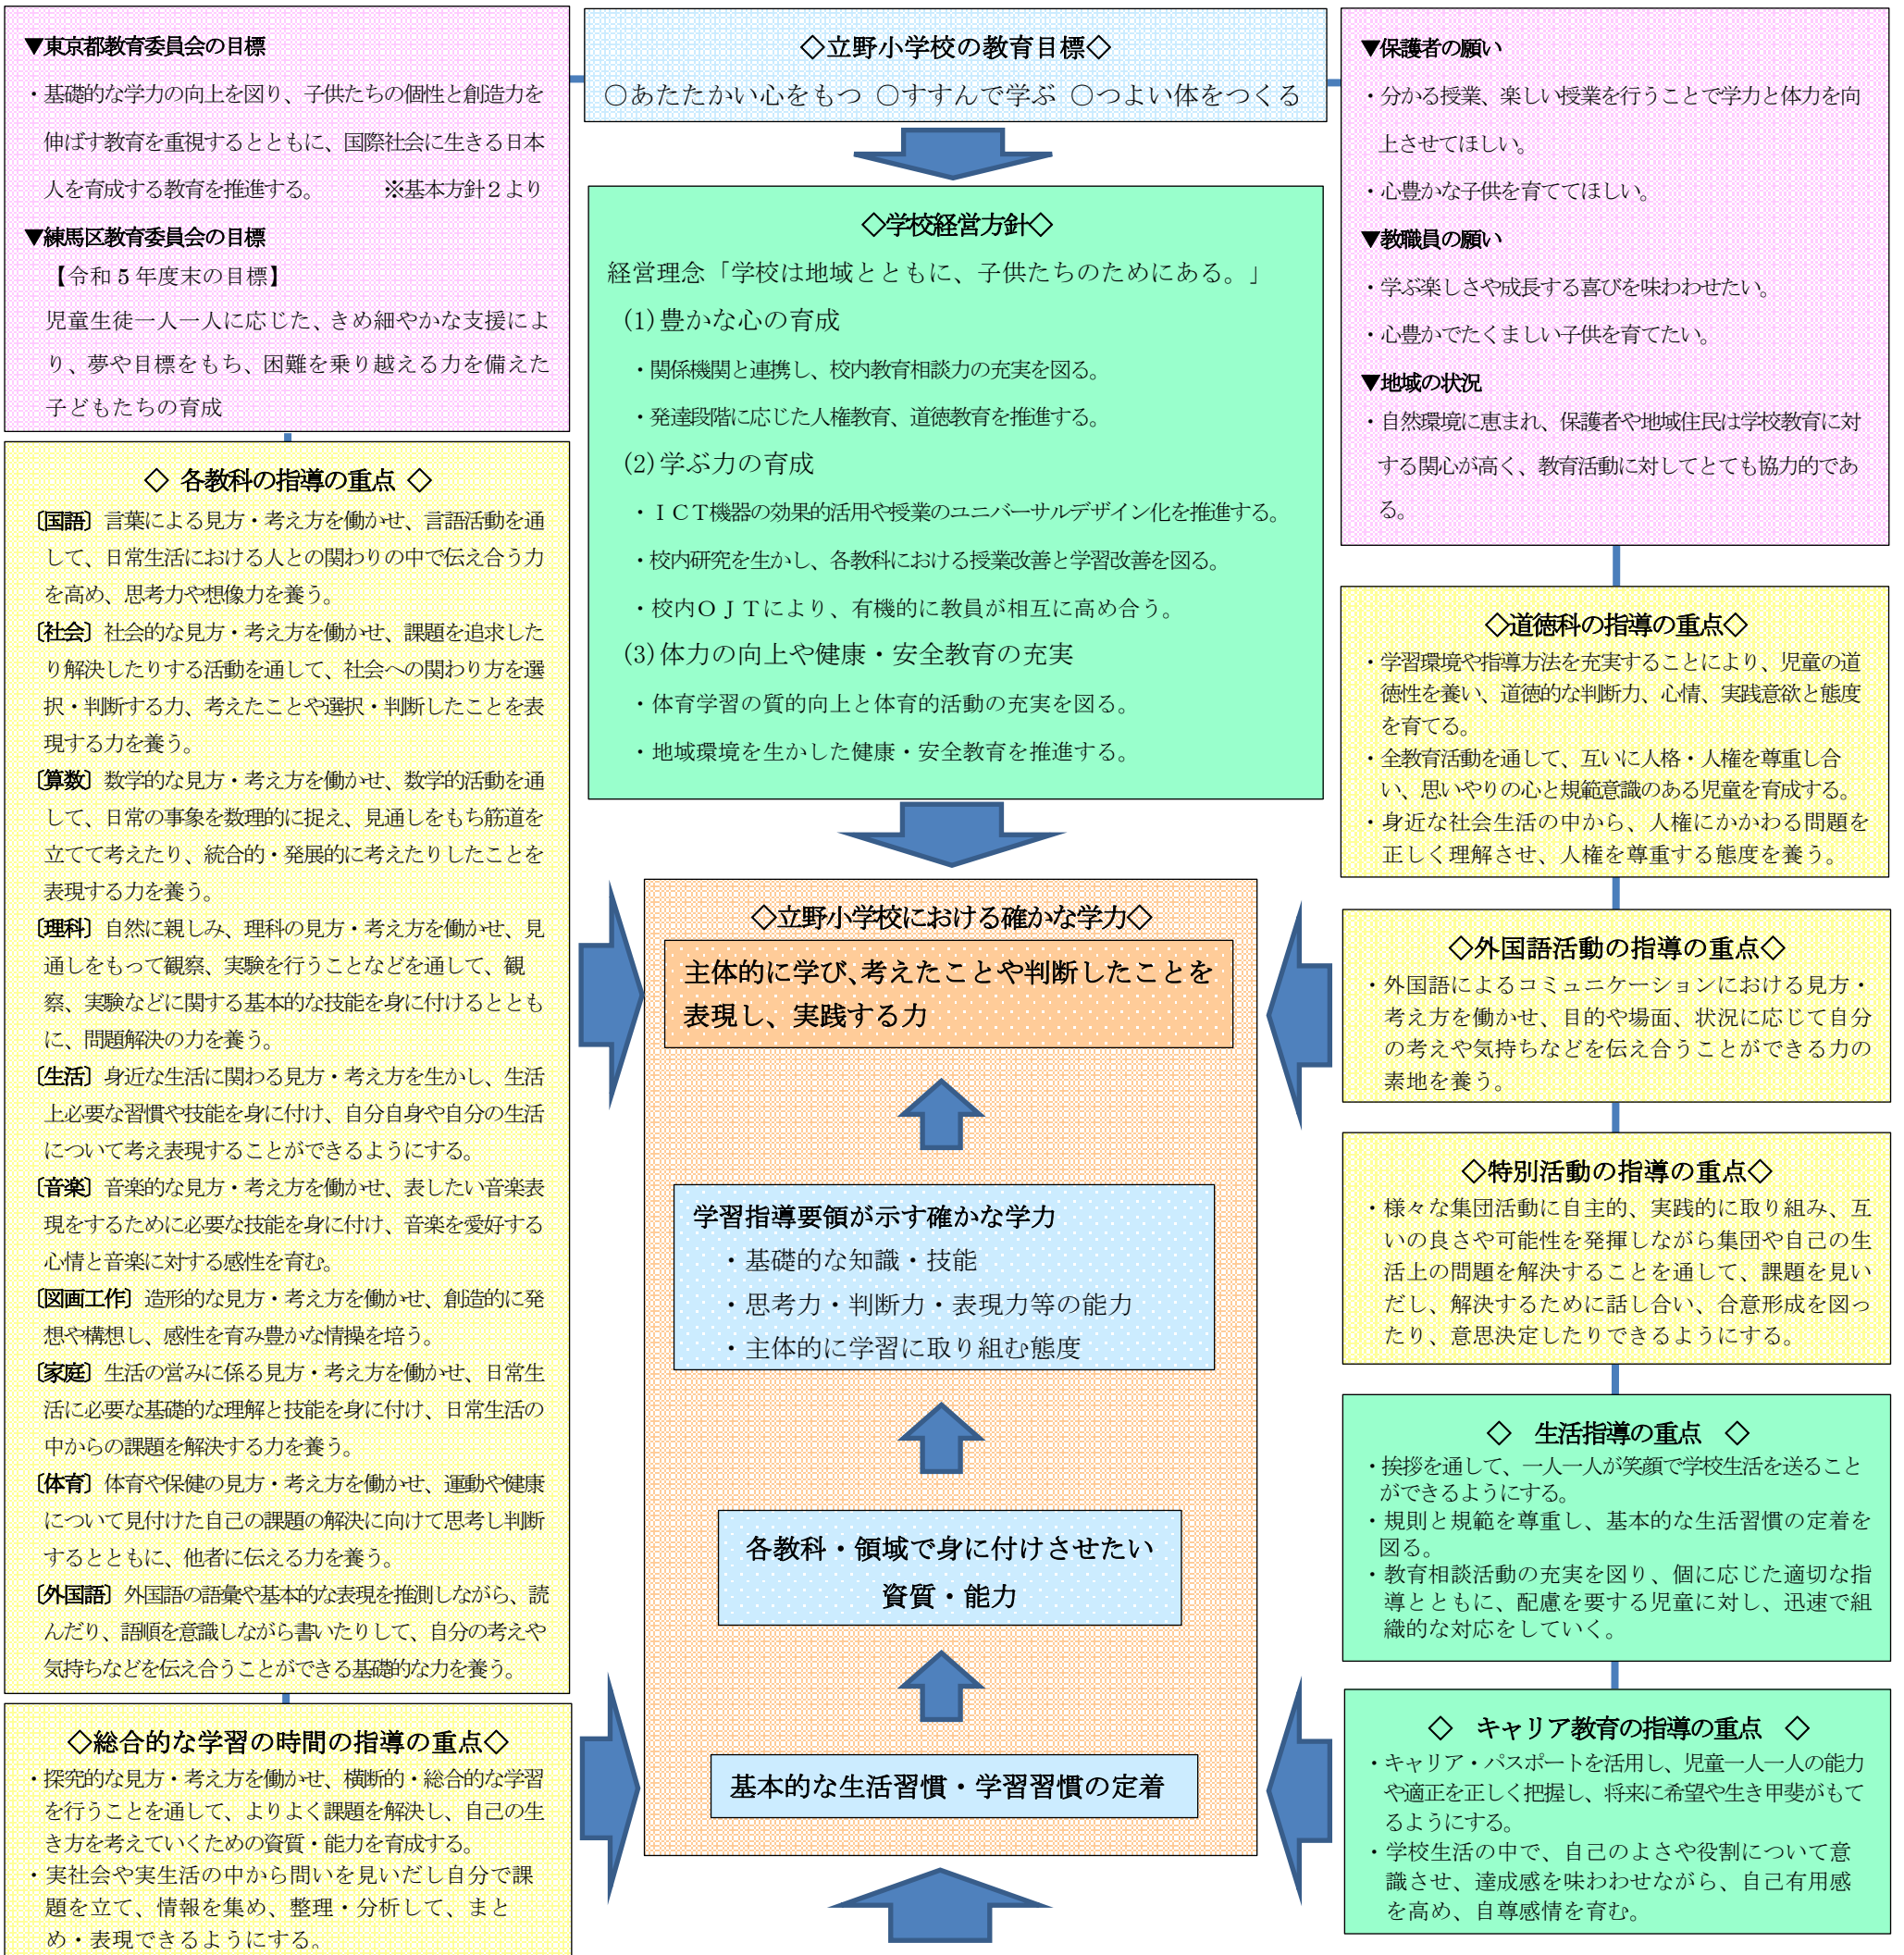 ▼東京都教育委員会の目標
・基礎的な学力の向上を図り、子供たちの個性と創造力を
伸ばす教育を重視するとともに、国際社会に生きる日本
人を育成する教育を推進する。　※基本方針２より
▼練馬区教育委員会の目標
【令和5年度末の目標】
児童生徒一人一人に応じた、きめ細やかな支援によ
り、夢や目標をもち、困難を乗り越える力を備えた
子どもたちの育成
◇立野小学校の教育目標◇
○あたたかい心をもつ ○すすんで学ぶ ○つよい体をつくる
▼保護者の願い
・分かる授業、楽しい授業を行うことで学力と体力を向
上させてほしい。
・心豊かな子供を育ててほしい。
▼教職員の願い
・学ぶ楽しさや成長する喜びを味わわせたい。
・心豊かでたくましい子供を育てたい。
▼地域の状況
・自然環境に恵まれ、保護者や地域住民は学校教育に対
する関心が高く、教育活動に対してとても協力的であ
る。
◇学校経営方針◇
経営理念「学校は地域とともに、子供たちのためにある。」
(1)豊かな心の育成
・関係機関と連携し、校内教育相談力の充実を図る。
・発達段階に応じた人権教育、道徳教育を推進する。
(2)学ぶ力の育成
・ＩＣＴ機器の効果的活用や授業のユニバーサルデザイン化を推進する。
・校内研究を生かし、各教科における授業改善と学習改善を図る。
・校内ＯＪＴにより、有機的に教員が相互に高め合う。
(3)体力の向上や健康・安全教育の充実
・体育学習の質的向上と体育的活動の充実を図る。
・地域環境を生かした健康・安全教育を推進する。
◇ 各教科の指導の重点 ◇
〔国語〕言葉による見方・考え方を働かせ、言語活動を通
して、日常生活における人との関わりの中で伝え合う力
を高め、思考力や想像力を養う。
〔社会〕社会的な見方・考え方を働かせ、課題を追求した
り解決したりする活動を通して、社会への関わり方を選
択・判断する力、考えたことや選択・判断したことを表
現する力を養う。
〔算数〕数学的な見方・考え方を働かせ、数学的活動を通
して、日常の事象を数理的に捉え、見通しをもち筋道を
立てて考えたり、統合的・発展的に考えたりしたことを
表現する力を養う。
〔理科〕自然に親しみ、理科の見方・考え方を働かせ、見
通しをもって観察、実験を行うことなどを通して、観
察、実験などに関する基本的な技能を身に付けるととも
に、問題解決の力を養う。
〔生活〕身近な生活に関わる見方・考え方を生かし、生活
上必要な習慣や技能を身に付け、自分自身や自分の生活
について考え表現することができるようにする。
〔音楽〕音楽的な見方・考え方を働かせ、表したい音楽表
現をするために必要な技能を身に付け、音楽を愛好する
心情と音楽に対する感性を育む。
〔図画工作〕造形的な見方・考え方を働かせ、創造的に発
想や構想し、感性を育み豊かな情操を培う。
〔家庭〕生活の営みに係る見方・考え方を働かせ、日常生
活に必要な基礎的な理解と技能を身に付け、日常生活の
中からの課題を解決する力を養う。
〔体育〕体育や保健の見方・考え方を働かせ、運動や健康
について見付けた自己の課題の解決に向けて思考し判断
するとともに、他者に伝える力を養う。
〔外国語〕外国語の語彙や基本的な表現を推測しながら、読
んだり、語順を意識しながら書いたりして、自分の考えや
気持ちなどを伝え合うことができる基礎的な力を養う。
◇総合的な学習の時間の指導の重点◇
・探究的な見方・考え方を働かせ、横断的・総合的な学習
を行うことを通して、よりよく課題を解決し、自己の生
き方を考えていくための資質・能力を育成する。
・実社会や実生活の中から問いを見いだし自分で課
題を立て、情報を集め、整理・分析して、まと
め・表現できるようにする。
◇立野小学校における確かな学力◇
主体的に学び、考えたことや判断したことを
表現し、実践する力
学習指導要領が示す確かな学力
・基礎的な知識・技能
・思考力・判断力・表現力等の能力
・主体的に学習に取り組む態度
各教科・領域で身に付けさせたい
資質・能力
基本的な生活習慣・学習習慣の定着
◇道徳科の指導の重点◇
・学習環境や指導方法を充実することにより、児童の道
徳性を養い、道徳的な判断力、心情、実践意欲と態度
を育てる。
・全教育活動を通して、互いに人格・人権を尊重し合
い、思いやりの心と規範意識のある児童を育成する。
・身近な社会生活の中から、人権にかかわる問題を
正しく理解させ、人権を尊重する態度を養う。
◇外国語活動の指導の重点◇
・外国語によるコミュニケーションにおける見方・
考え方を働かせ、目的や場面、状況に応じて自分
の考えや気持ちなどを伝え合うことができる力の
素地を養う。
◇特別活動の指導の重点◇
・様々な集団活動に自主的、実践的に取り組み、互
いの良さや可能性を発揮しながら集団や自己の生
活上の問題を解決することを通して、課題を見い
だし、解決するために話し合い、合意形成を図っ
たり、意思決定したりできるようにする。
◇　生活指導の重点　◇
・挨拶を通して、一人一人が笑顔で学校生活を送ること
ができるようにする。
・規則と規範を尊重し、基本的な生活習慣の定着を
図る。
・教育相談活動の充実を図り、個に応じた適切な指
導とともに、配慮を要する児童に対し、迅速で組
織的な対応をしていく。
◇　キャリア教育の指導の重点　◇
・キャリア・パスポートを活用し、児童一人一人の能力
や適正を正しく把握し、将来に希望や生き甲斐がもて
るようにする。
・学校生活の中で、自己のよさや役割について意
識させ、達成感を味わわせながら、自己有用感
を高め、自尊感情を育む。